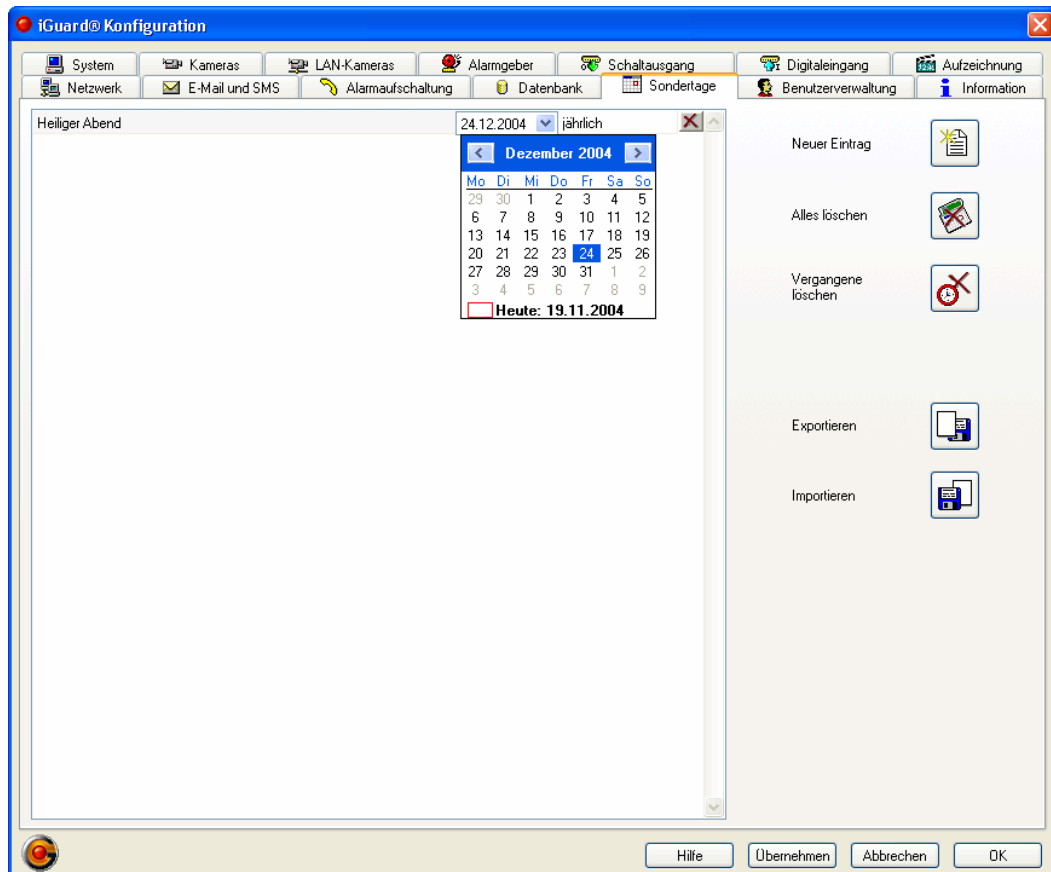 iGuard® Konfiguration
System Kameras LAN-Kameras Alarmgeber Schaltausgang Digitaleingang Aufzeichnung
Netzwerk E-Mail und SMS Alarmaufschaltung Datenbank Sondertage Benutzerverwaltung Information
Heiliger Abend 24.12.2004 jährlich
Dezember 2004
Mo Di Mi Do Fr Sa So
29 30 1 2 3 4 5
6 7 8 9 10 11 12
13 14 15 16 17 18 19
20 21 22 23 24 25 26
27 28 29 30 31 1 2
3 4 5 6 7 8 9
Heute: 19.11.2004
Neuer Eintrag
Alles löschen
Vergangene
löschen
Exportieren
Importieren
Hilfe Übernehmen Abbrechen OK